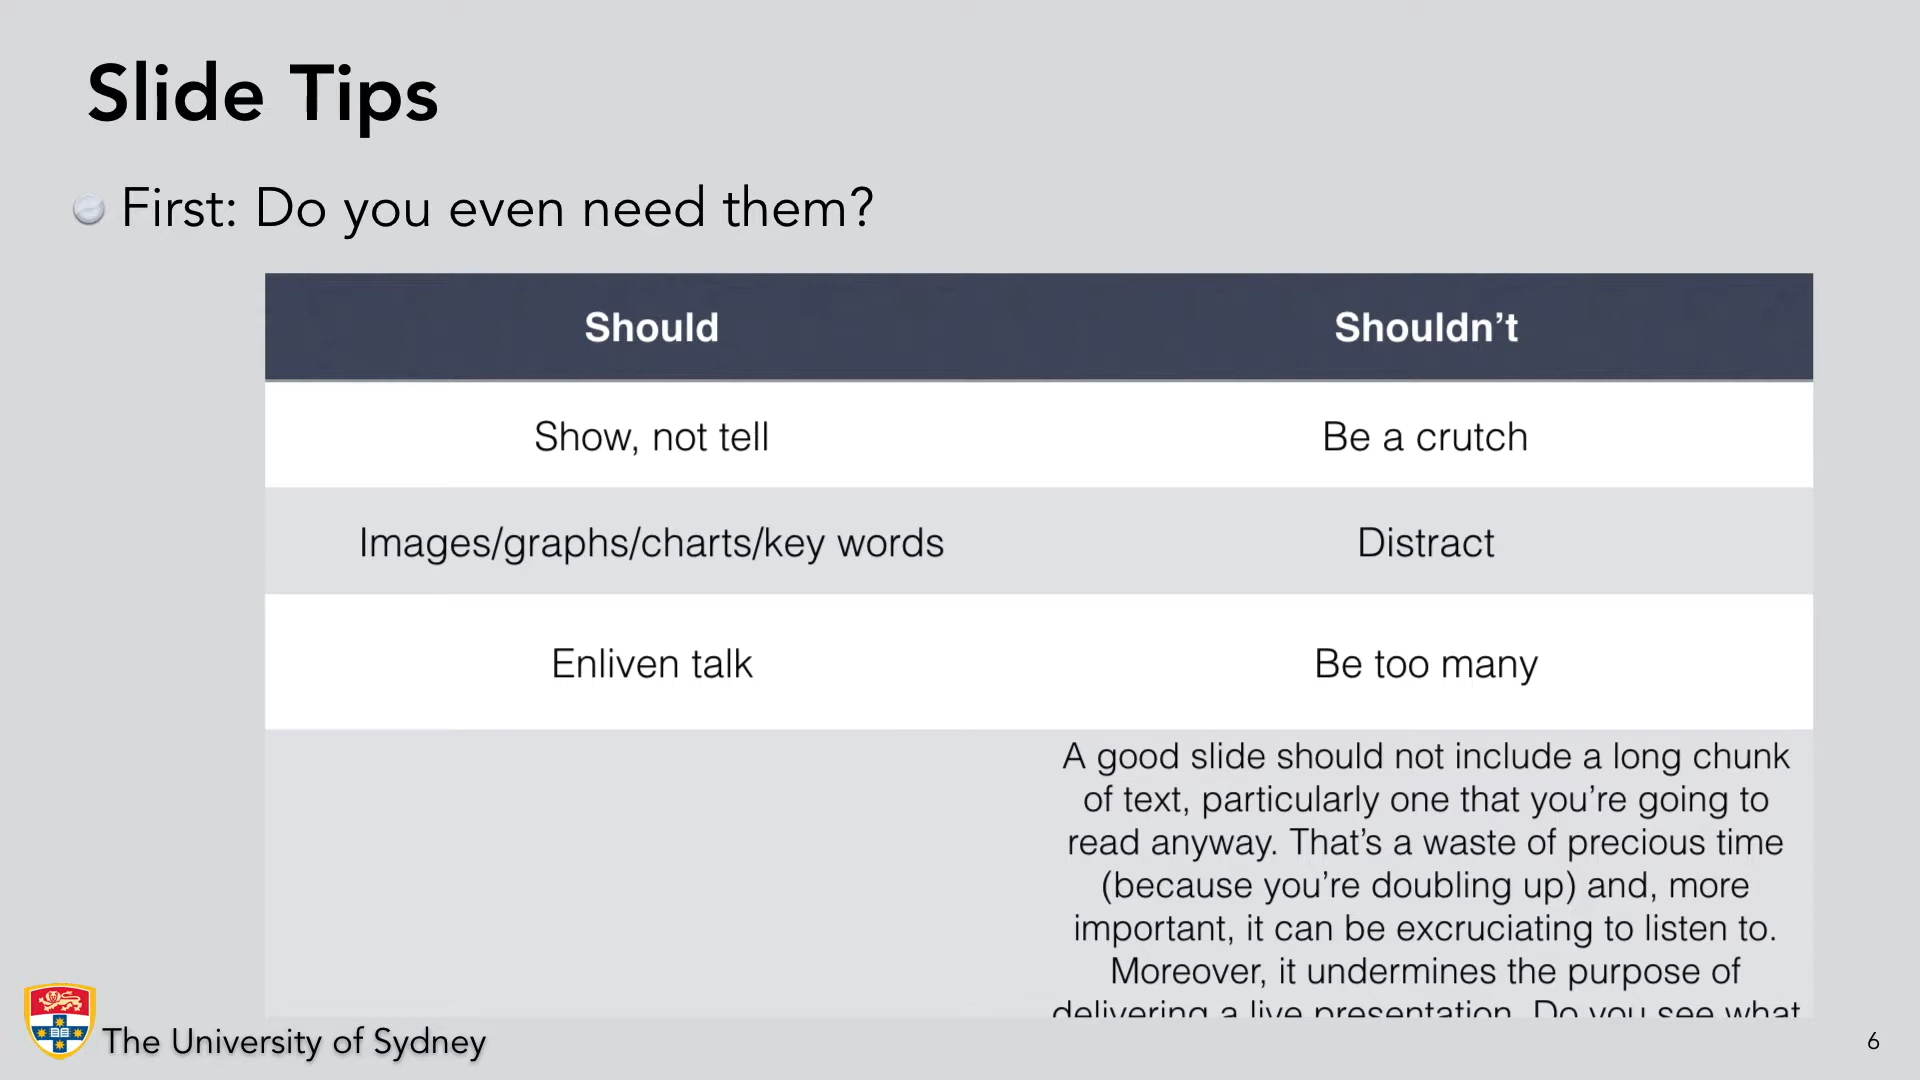 Slide Tips
First: Do you even need them?
Should Shouldn’t
Show, not tell Be a crutch
Images/graphs/charts/key words Distract
Enliven talk Be too many
A good slide should not include a long chunk
of text, particularly one that you’re going to
read anyway. That’s a waste of precious time
(because you’re doubling up) and, more
important, it can be excruciating to listen to.
Moreover, it undermines the purpose of
delivering a live presentation. Do you see what
The University of Sydney
6